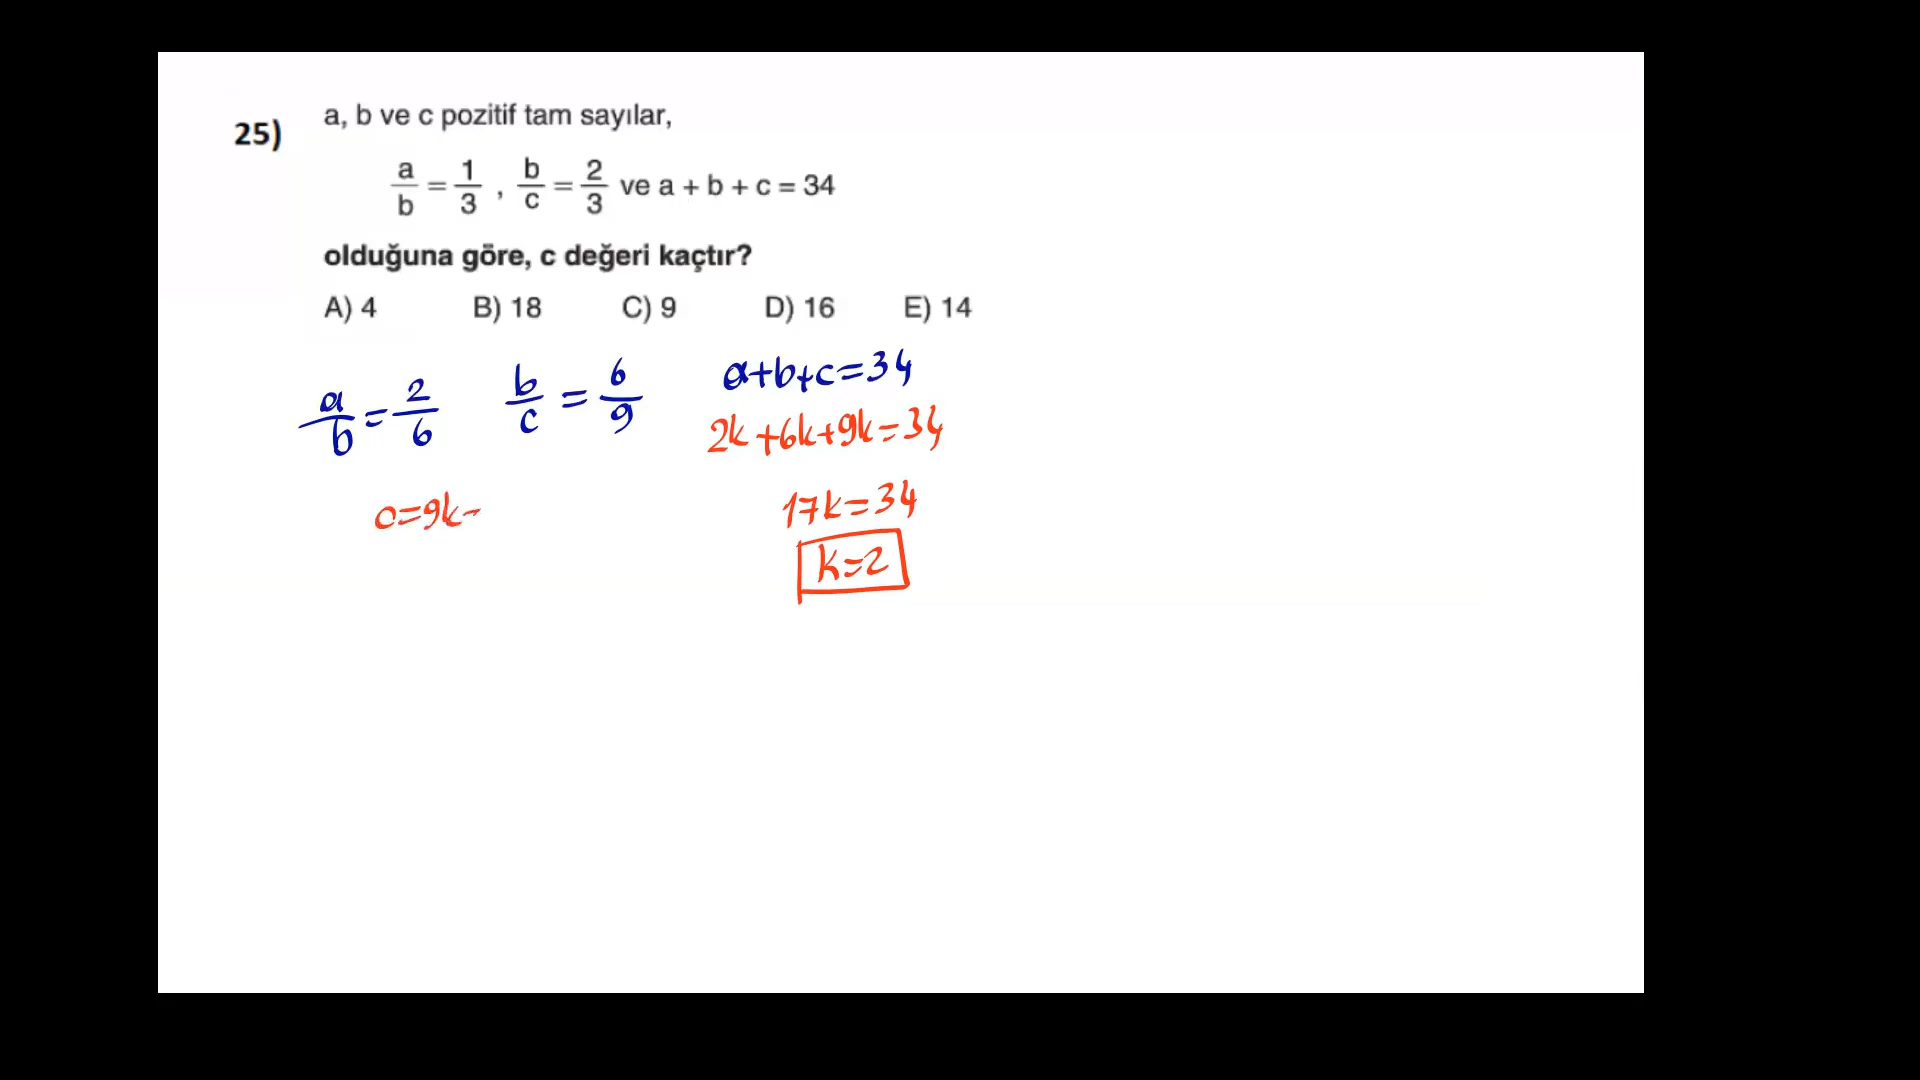 25) a, b ve c pozitif tam sayılar,
a/b = 1/3 , b/c = 2/3 ve a + b + c = 34
olduğuna göre, c değeri kaçtır?
A) 4 B) 18 C) 9 D) 16 E) 14
a/b = 2/6 b/c = 6/9 a+b+c=34
2k+6k+9k=34
c=9k- 17k=34
k=2